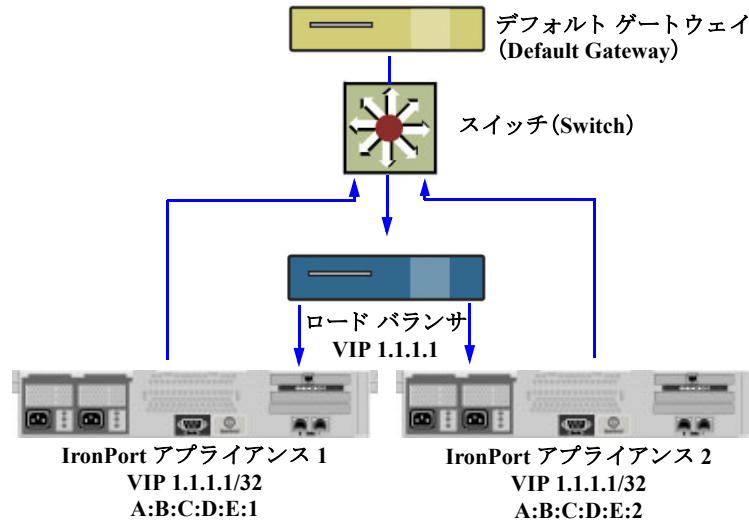 デフォルト ゲートウェイ
(Default Gateway)
スイッチ(Switch)
ロード バランサ
VIP 1.1.1.1
IronPort アプライアンス 1
VIP 1.1.1.1/32
A:B:C:D:E:1
IronPort アプライアンス 2
VIP 1.1.1.1/32
A:B:C:D:E:2